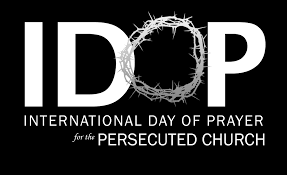 IDOP
INTERNATIONAL DAY OF PRAYER
for the PERSECUTED CHURCH